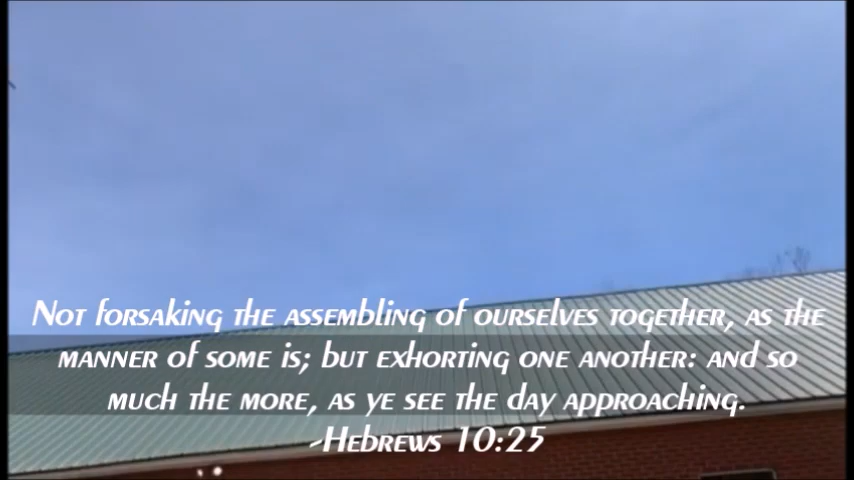 Not forsaking the assembling of ourselves together, as the
manner of some is; but exhorting one another: and so
much the more, as ye see the day approaching.
-Hebrews 10:25